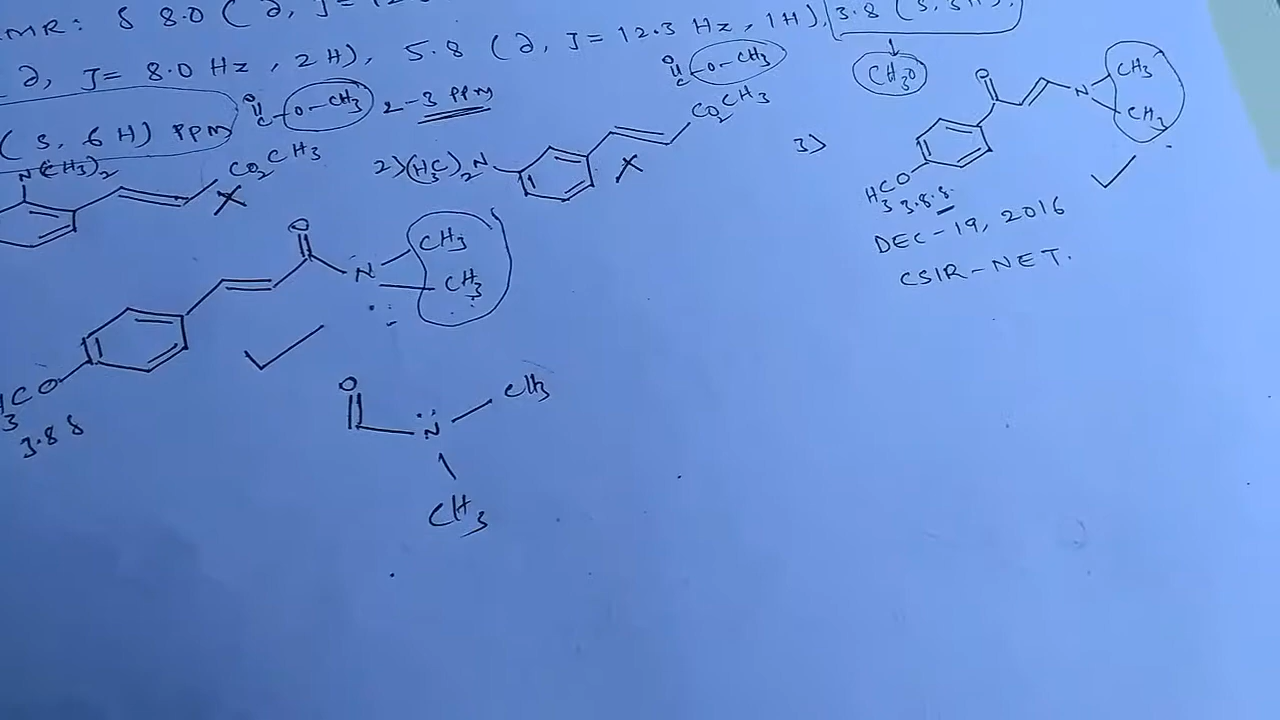 MR: δ 8.0 (d, J= 12.
d, J= 8.0 Hz, 2H), 5.8 (d, J= 12.3 Hz, 1H), 3.8 (s, 3H),
(s, 6H) PPM
O
C-O-CH3 2-3 PPM
O
C-O-CH3
CH3O
N(CH3)2
CO2CH3
X
2) (H3C)2N
CO2CH3
X
3)
O
N
CH3
CH3
H3CO
3.8 δ
DEC-19, 2016
CSIR-NET.
O
N
CH3
CH3
H3CO
3.8 δ
O
N
CH3
CH3